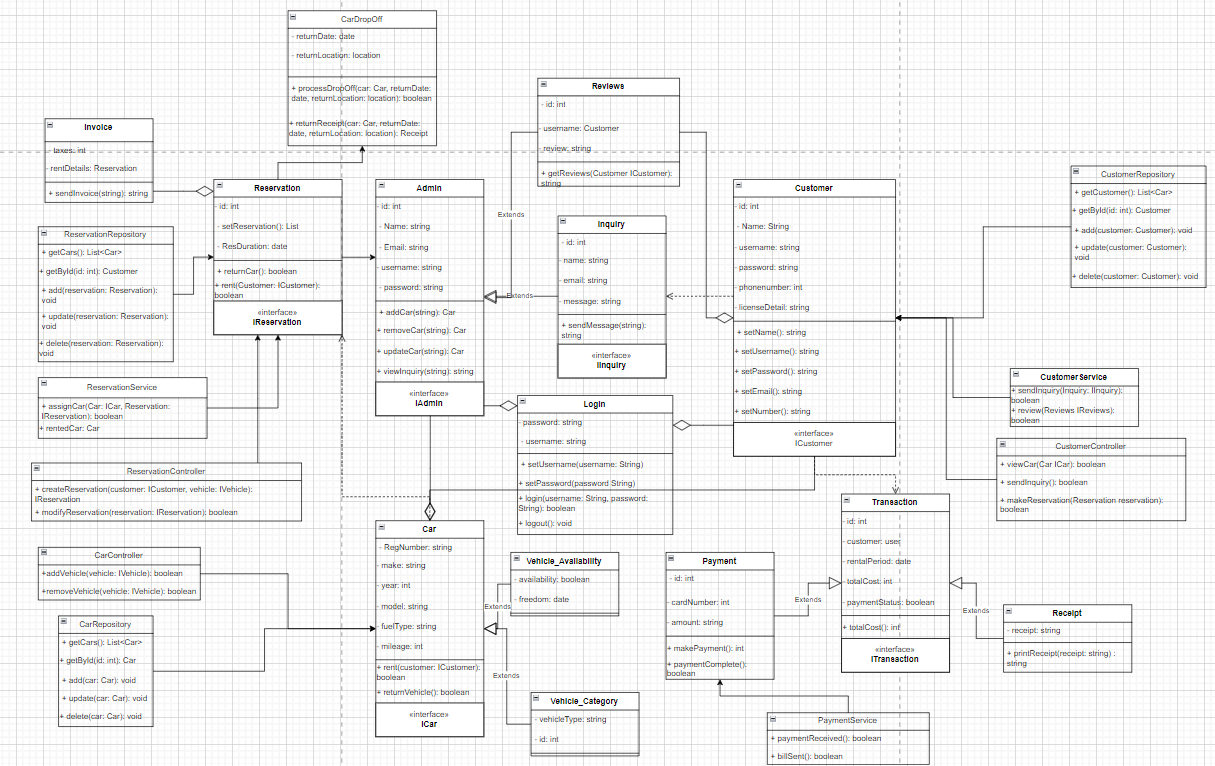 CarDropOff
- returnDate: date
- returnLocation: location
+ processDropOff(car: Car, returnDate:
date, returnLocation: location): boolean
+ returnReceipt(car: Car, returnDate:
date, returnLocation: location): Receipt
Reviews
- id: int
- username: Customer
- review: string
+ getReviews(Customer ICustomer):
string
Invoice
- taxes: int
- rentDetails: Reservation
+ sendInvoice(string): string
Reservation
- id: int
- setReservation(): List
- ResDuration: date
+ returnCar(): boolean
+ rent(Customer: ICustomer):
boolean
«interface»
IReservation
Admin
- id: int
- Name: string
- Email: string
- username: string
- password: string
+ addCar(string): Car
+ removeCar(string): Car
+ updateCar(string): Car
+ viewInquiry(string): string
«interface»
IAdmin
Extends
Extends
Inquiry
- id: int
- name: string
- email: string
- message: string
+ sendMessage(string):
string
«interface»
IInquiry
Customer
- id: int
- Name: String
- username: string
- password: string
- phonenumber: int
- licenseDetail: string
+ setName(): string
+ setUsername(): string
+ setPassword(): string
+ setEmail(): string
+ setNumber(): string
«interface»
ICustomer
CustomerRepository
+ getCustomer(): List<Car>
+ getById(id: int): Customer
+ add(customer: Customer): void
+ update(customer: Customer):
void
+ delete(customer: Customer): void
ReservationRepository
+ getCars(): List<Car>
+ getById(id: int): Customer
+ add(reservation: Reservation):
void
+ update(reservation: Reservation):
void
+ delete(reservation: Reservation):
void
ReservationService
+ assignCar(Car: ICar, Reservation:
IReservation): boolean
+ rentedCar: Car
Login
- password: string
- username: string
+ setUsername(username: String)
+ setPassword(password String)
+ login(username: String, password:
String): boolean
+ logout(): void
CustomerService
+ sendInquiry(Inquiry: IInquiry):
boolean
+ review(Reviews IReviews):
boolean
CustomerController
+ viewCar(Car ICar): boolean
+ sendInquiry(): boolean
+ makeReservation(Reservation reservation):
boolean
ReservationController
+ createReservation(customer: ICustomer, vehicle: IVehicle):
IReservation
+ modifyReservation(reservation: IReservation): boolean
Car
- RegNumber: string
- make: string
- year: int
- model: string
- fuelType: string
- mileage: int
+ rent(customer: ICustomer):
boolean
+ returnVehicle(): boolean
«interface»
ICar
CarController
+addVehicle(vehicle: IVehicle): boolean
+removeVehicle(vehicle: IVehicle): boolean
CarRepository
+ getCars(): List<Car>
+ getById(id: int): Car
+ add(car: Car): void
+ update(car: Car): void
+ delete(car: Car): void
Vehicle_Availability
- availability: boolean
- freedom: date
Extends
Extends
Vehicle_Category
- vehicleType: string
- id: int
Payment
- id: int
- cardNumber: int
- amount: string
+ makePayment(): int
+ paymentComplete():
boolean
Extends
Transaction
- id: int
- customer: user
- rentalPeriod: date
- totalCost: int
- paymentStatus: boolean
+ totalCost(): int
«interface»
ITransaction
Extends
Receipt
- receipt: string
+ printReceipt(receipt: string) :
string
PaymentService
+ paymentReceived(): boolean
+ billSent(): boolean